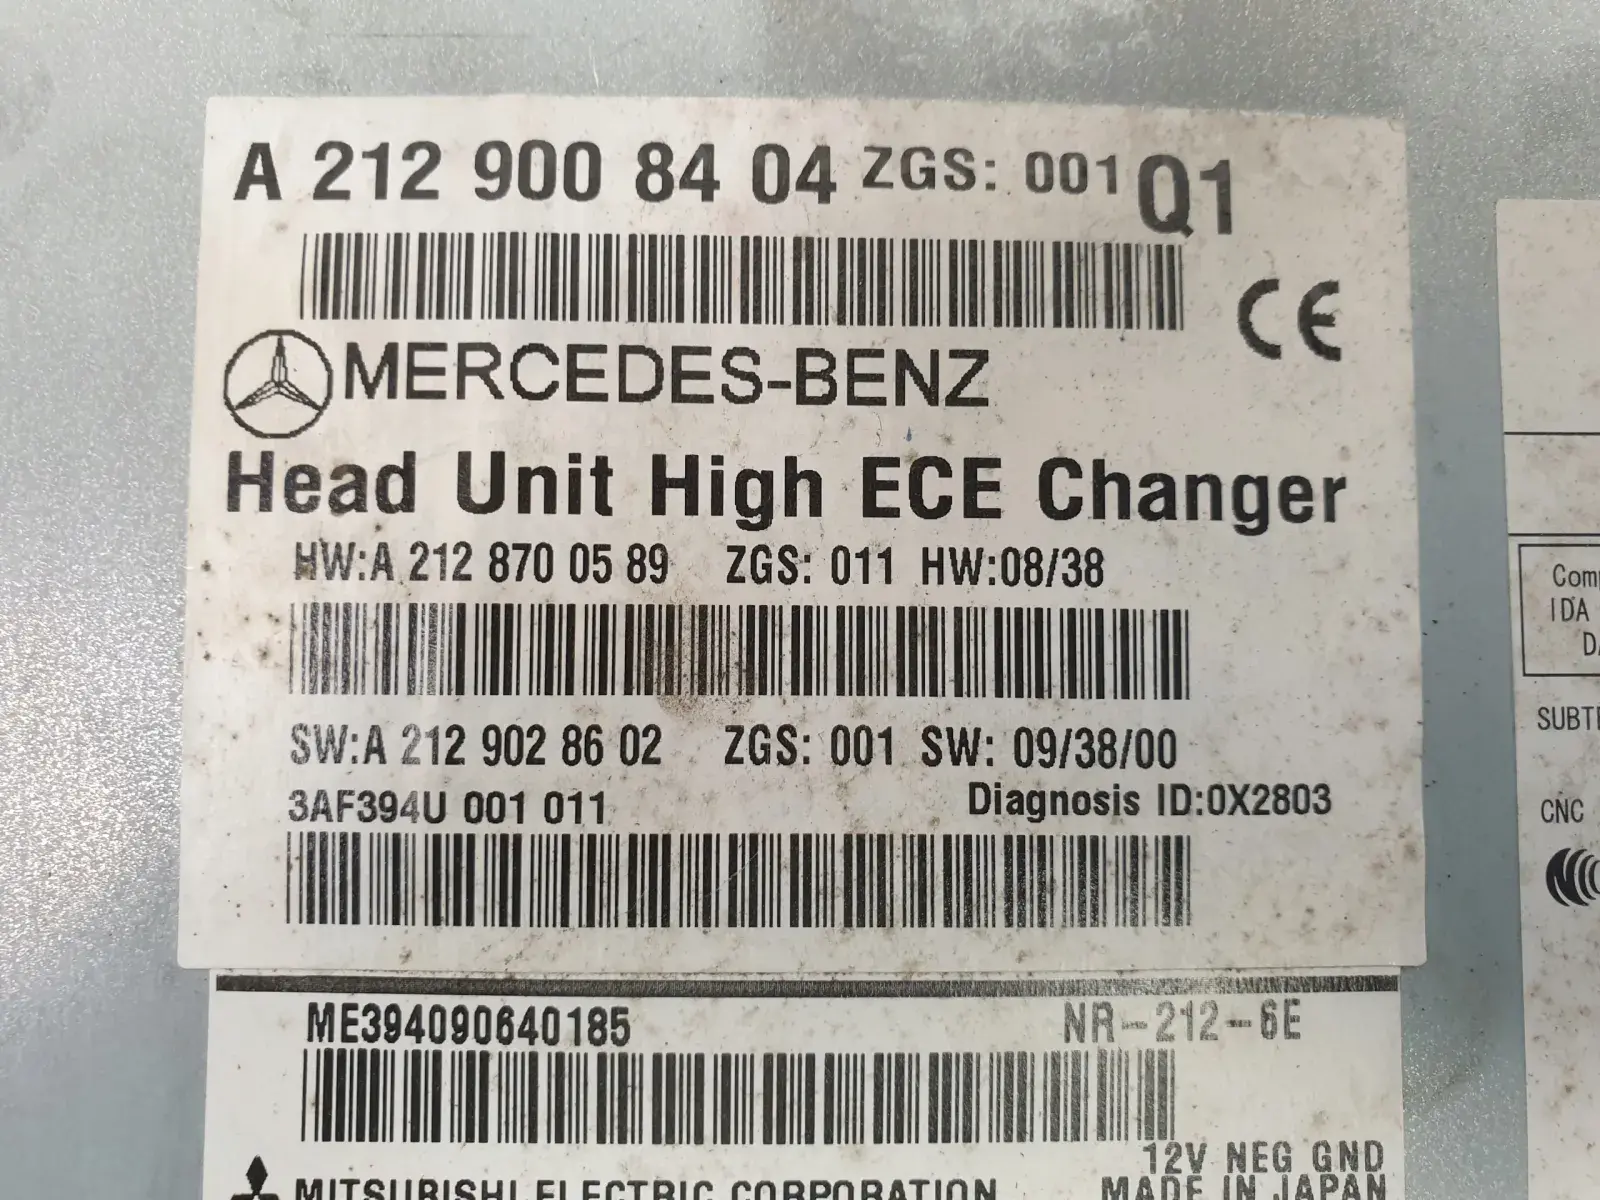 A 212 900 84 04 ZGS: 001 Q1
CE
MERCEDES-BENZ
Head Unit High ECE Changer
HW:A 212 870 05 89 ZGS: 011 HW:08/38
SW:A 212 902 86 02 ZGS: 001 SW: 09/38/00
3AF394U 001 011 Diagnosis ID:0X2803
ME394090640185 NR-212-6E
12V NEG GND
MITSUBISHI ELECTRIC CORPORATION MADE IN JAPAN
IDA
CNC